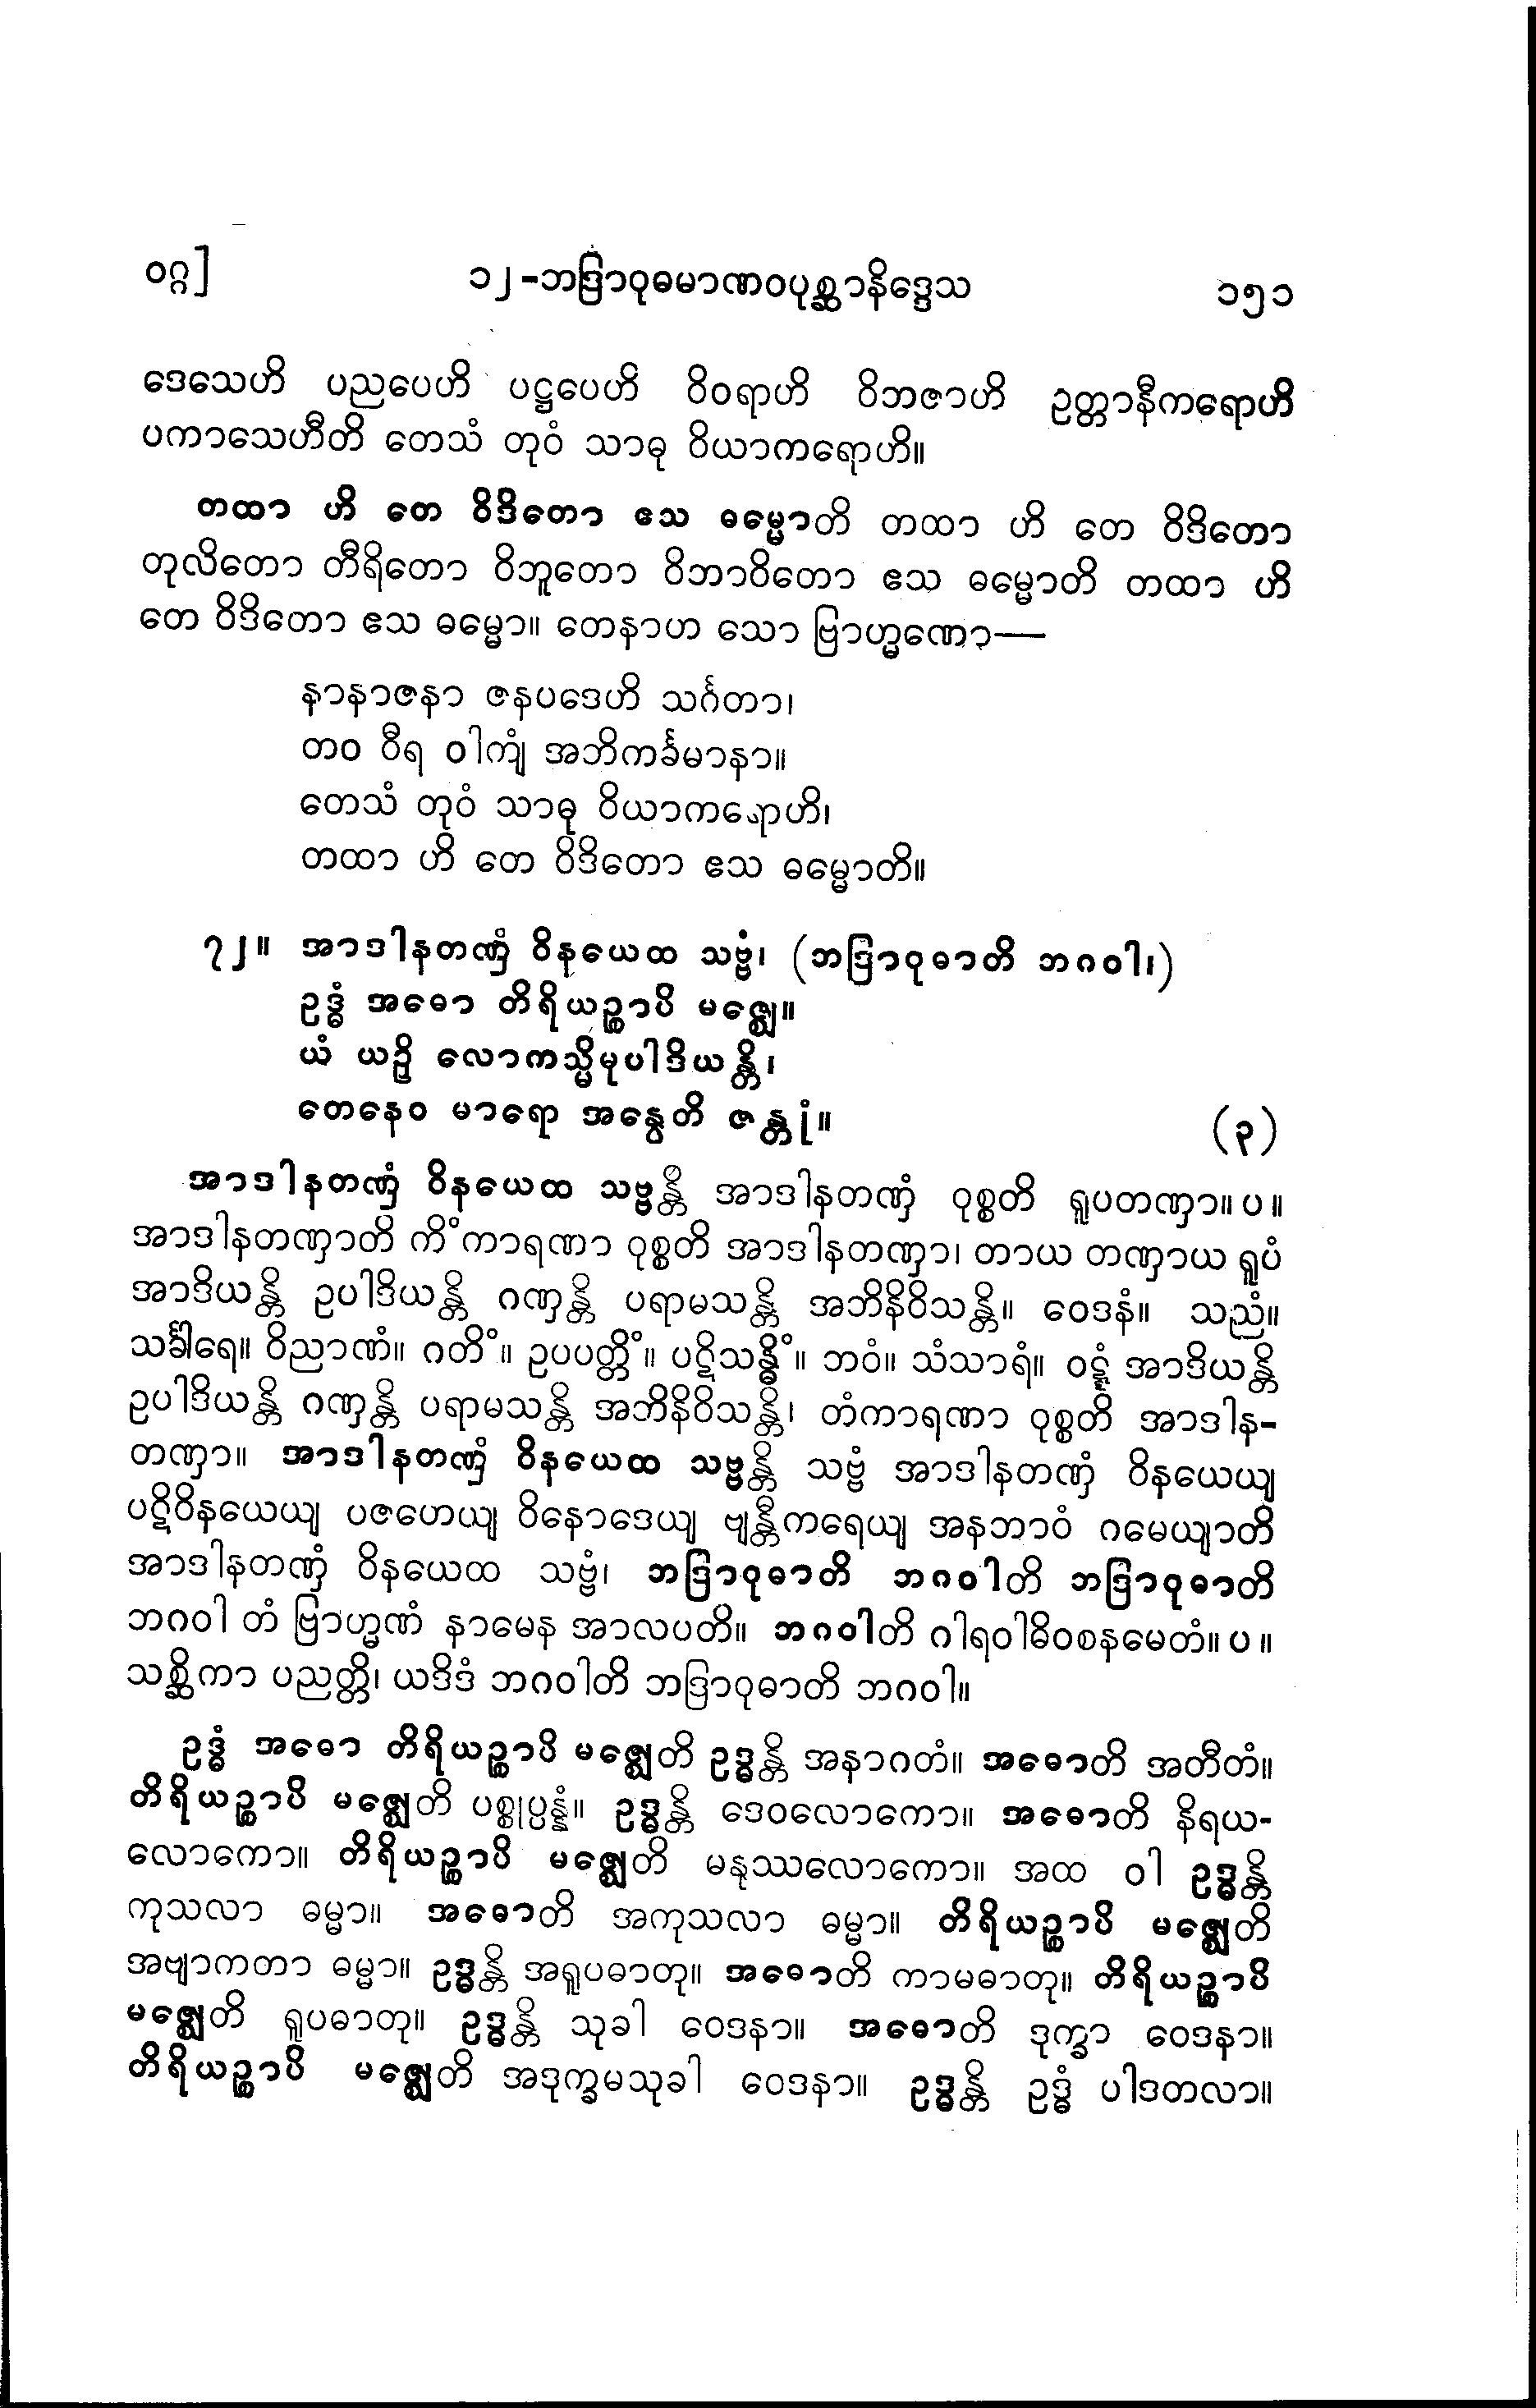 ဝဂ္ဂ] ၁၂-ဘဒြာဝုဓမာဏဝပုစ္ဆာနိဒ္ဒေသ ၁၅၁
ဒေသေဟိ ပညပေဟိ ပဋ္ဌပေဟိ ဝိဝရာဟိ ဝိဘဇာဟိ ဥတ္တာနီကရောဟိ
ပကာသေဟီတိ တေသံ တုဝံ သာဓု ဝိယာကရောဟိ။
တထာ ဟိ တေ ဝိဒိတော ဧသ ဓမ္မောတိ တထာ ဟိ တေ ဝိဒိတော
တုလိတော တီရိတော ဝိဘူတော ဝိဘာဝိတော ဧသ ဓမ္မောတိ တထာ ဟိ
တေ ဝိဒိတော ဧသ ဓမ္မော။ တေနာဟ သော ဗြာဟ္မဏော—
နာနာဇနာ ဇနပဒေဟိ သင်္ဂတာ၊
တဝ ဝီရ ဝါကျံ အဘိကင်္ခမာနာ။
တေသံ တုဝံ သာဓု ဝိယာကရောဟိ၊
တထာ ဟိ တေ ဝိဒိတော ဧသ ဓမ္မောတိ။
၇၂။ အာဒါနတဏှံ ဝိနယေထ သဗ္ဗံ၊ (ဘဒြာဝုဓာတိ ဘဂဝါ၊)
ဥဒ္ဓံ အဓော တိရိယဉ္စာပိ မဇ္ဈေ။
ယံ ယဉှိ လောကသ္မိမုပါဒိယန္တိ၊
တေနေဝ မာရော အနွေတိ ဇန္တုံ။ (၃)
အာဒါနတဏှံ ဝိနယေထ သဗ္ဗန္တိ အာဒါနတဏှံ ဝုစ္စတိ ရူပတဏှာ။ ပ။
အာဒါနတဏှာတိ ကိံကာရဏာ ဝုစ္စတိ အာဒါနတဏှာ၊ တာယ တဏှာယ ရူပံ
အာဒိယန္တိ ဥပါဒိယန္တိ ဂဏှန္တိ ပရာမသန္တိ အဘိနိဝိသန္တိ။ ဝေဒနံ။ သညံ။
သင်္ခါရေ။ ဝိညာဏံ။ ဂတိံ။ ဥပပတ္တိံ။ ပဋိသန္ဓိံ။ ဘဝံ။ သံသာရံ။ ဝဋ္ဋံ အာဒိယန္တိ
ဥပါဒိယန္တိ ဂဏှန္တိ ပရာမသန္တိ အဘိနိဝိသန္တိ၊ တံကာရဏာ ဝုစ္စတိ အာဒါန-
တဏှာ။ အာဒါနတဏှံ ဝိနယေထ သဗ္ဗန္တိ သဗ္ဗံ အာဒါနတဏှံ ဝိနယေယျ
ပဋိဝိနယေယျ ပဇဟေယျ ဝိနောဒေယျ ဗျန္တီကရေယျ အနဘာဝံ ဂမေယျာတိ
အာဒါနတဏှံ ဝိနယေထ သဗ္ဗံ၊ ဘဒြာဝုဓာတိ ဘဂဝါတိ ဘဒြာဝုဓာတိ
ဘဂဝါ တံ ဗြာဟ္မဏံ နာမေန အာလပတိ။ ဘဂဝါတိ ဂါရဝါဓိဝစနမေတံ။ ပ။
သစ္ဆိကာ ပညတ္တိ၊ ယဒိဒံ ဘဂဝါတိ ဘဒြာဝုဓာတိ ဘဂဝါ။
ဥဒ္ဓံ အဓော တိရိယဉ္စာပိ မဇ္ဈေတိ ဥဒ္ဓန္တိ အနာဂတံ။ အဓောတိ အတီတံ။
တိရိယဉ္စာပိ မဇ္ဈေတိ ပစ္စုပ္ပန္နံ။ ဥဒ္ဓန္တိ ဒေဝလောကော။ အဓောတိ နိရယ-
လောကော။ တိရိယဉ္စာပိ မဇ္ဈေတိ မနုဿလောကော။ အထ ဝါ ဥဒ္ဓန္တိ
ကုသလာ ဓမ္မာ။ အဓောတိ အကုသလာ ဓမ္မာ။ တိရိယဉ္စာပိ မဇ္ဈေတိ
အဗျာကတာ ဓမ္မာ။ ဥဒ္ဓန္တိ အရူပဓာတု။ အဓောတိ ကာမဓာတု။ တိရိယဉ္စာပိ
မဇ္ဈေတိ ရူပဓာတု။ ဥဒ္ဓန္တိ သုခါ ဝေဒနာ။ အဓောတိ ဒုက္ခာ ဝေဒနာ။
တိရိယဉ္စာပိ မဇ္ဈေတိ အဒုက္ခမသုခါ ဝေဒနာ။ ဥဒ္ဓန္တိ ဥဒ္ဓံ ပါဒတလာ။